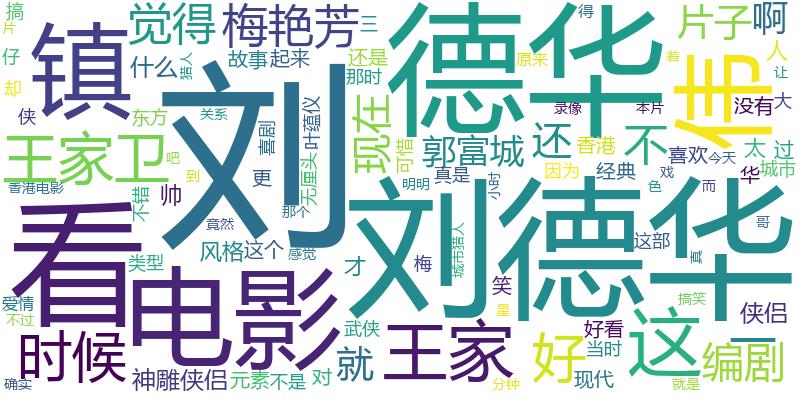 搞 觉得 梅艳芳 三 德华 得 片子 啊
片 镇 什么 故事 起来 还是 原来 着 伟 人
仔 猎人 那时 让
却 刘 录像 本片 没有 大
侠 东方 关系 喜剧 叶蕴仪 现在 还 香港 不 太 过
王家卫 吧 无厘头 可惜 郭富城 因为 经典 喜欢 今天 城市
香港电影 到 更 真是 戏 华
看 不错 帅 明明 小时 色 而
竟然 那个 刘德华 哥
电影 风格 这个 感觉 城市猎人 这部 真
类型 才 梅 笑
爱情 星 搞笑 侠侣
不过 时候 武侠 王家 好看 这 一
就 好 当时 编剧
确实 神雕侠侣 元素 不是 对 分钟 现代 就是